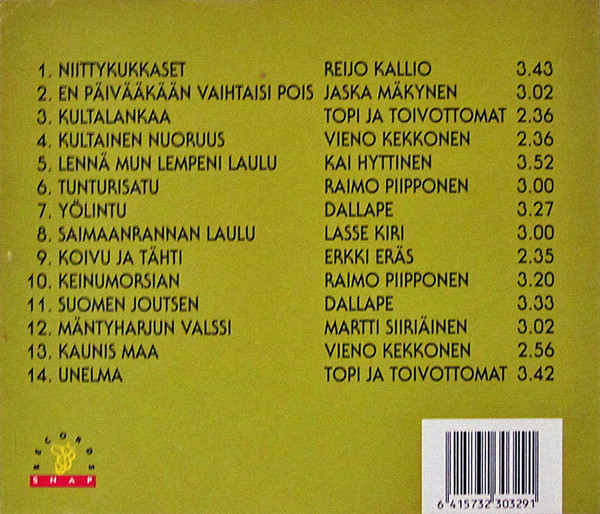 1. NIITTYKUKKASET REIJO KALLIO 3.43
2. EN PÄIVÄÄKÄÄN VAIHTAISI POIS JASKA MÄKYNEN 3.02
3. KULTALANKAA TOPI JA TOIVOTTOMAT 2.36
4. KULTAINEN NUORUUS VIENO KEKKONEN 2.36
5. LENNÄ MUN LEMPENI LAULU KAI HYTTINEN 3.52
6. TUNTURISATU RAIMO PIIPPONEN 3.00
7. YÖLINTU DALLAPE 3.27
8. SAIMAANRANNAN LAULU LASSE KIRI 3.00
9. KOIVU JA TÄHTI ERKKI ERÄS 2.35
10. KEINUMORSIAN RAIMO PIIPPONEN 3.20
11. SUOMEN JOUTSEN DALLAPE 3.33
12. MÄNTYHARJUN VALSSI MARTTI SIIRIÄINEN 3.02
13. KAUNIS MAA VIENO KEKKONEN 2.56
14. UNELMA TOPI JA TOIVOTTOMAT 3.42
RECORDS
SNAP
6 415732 303291